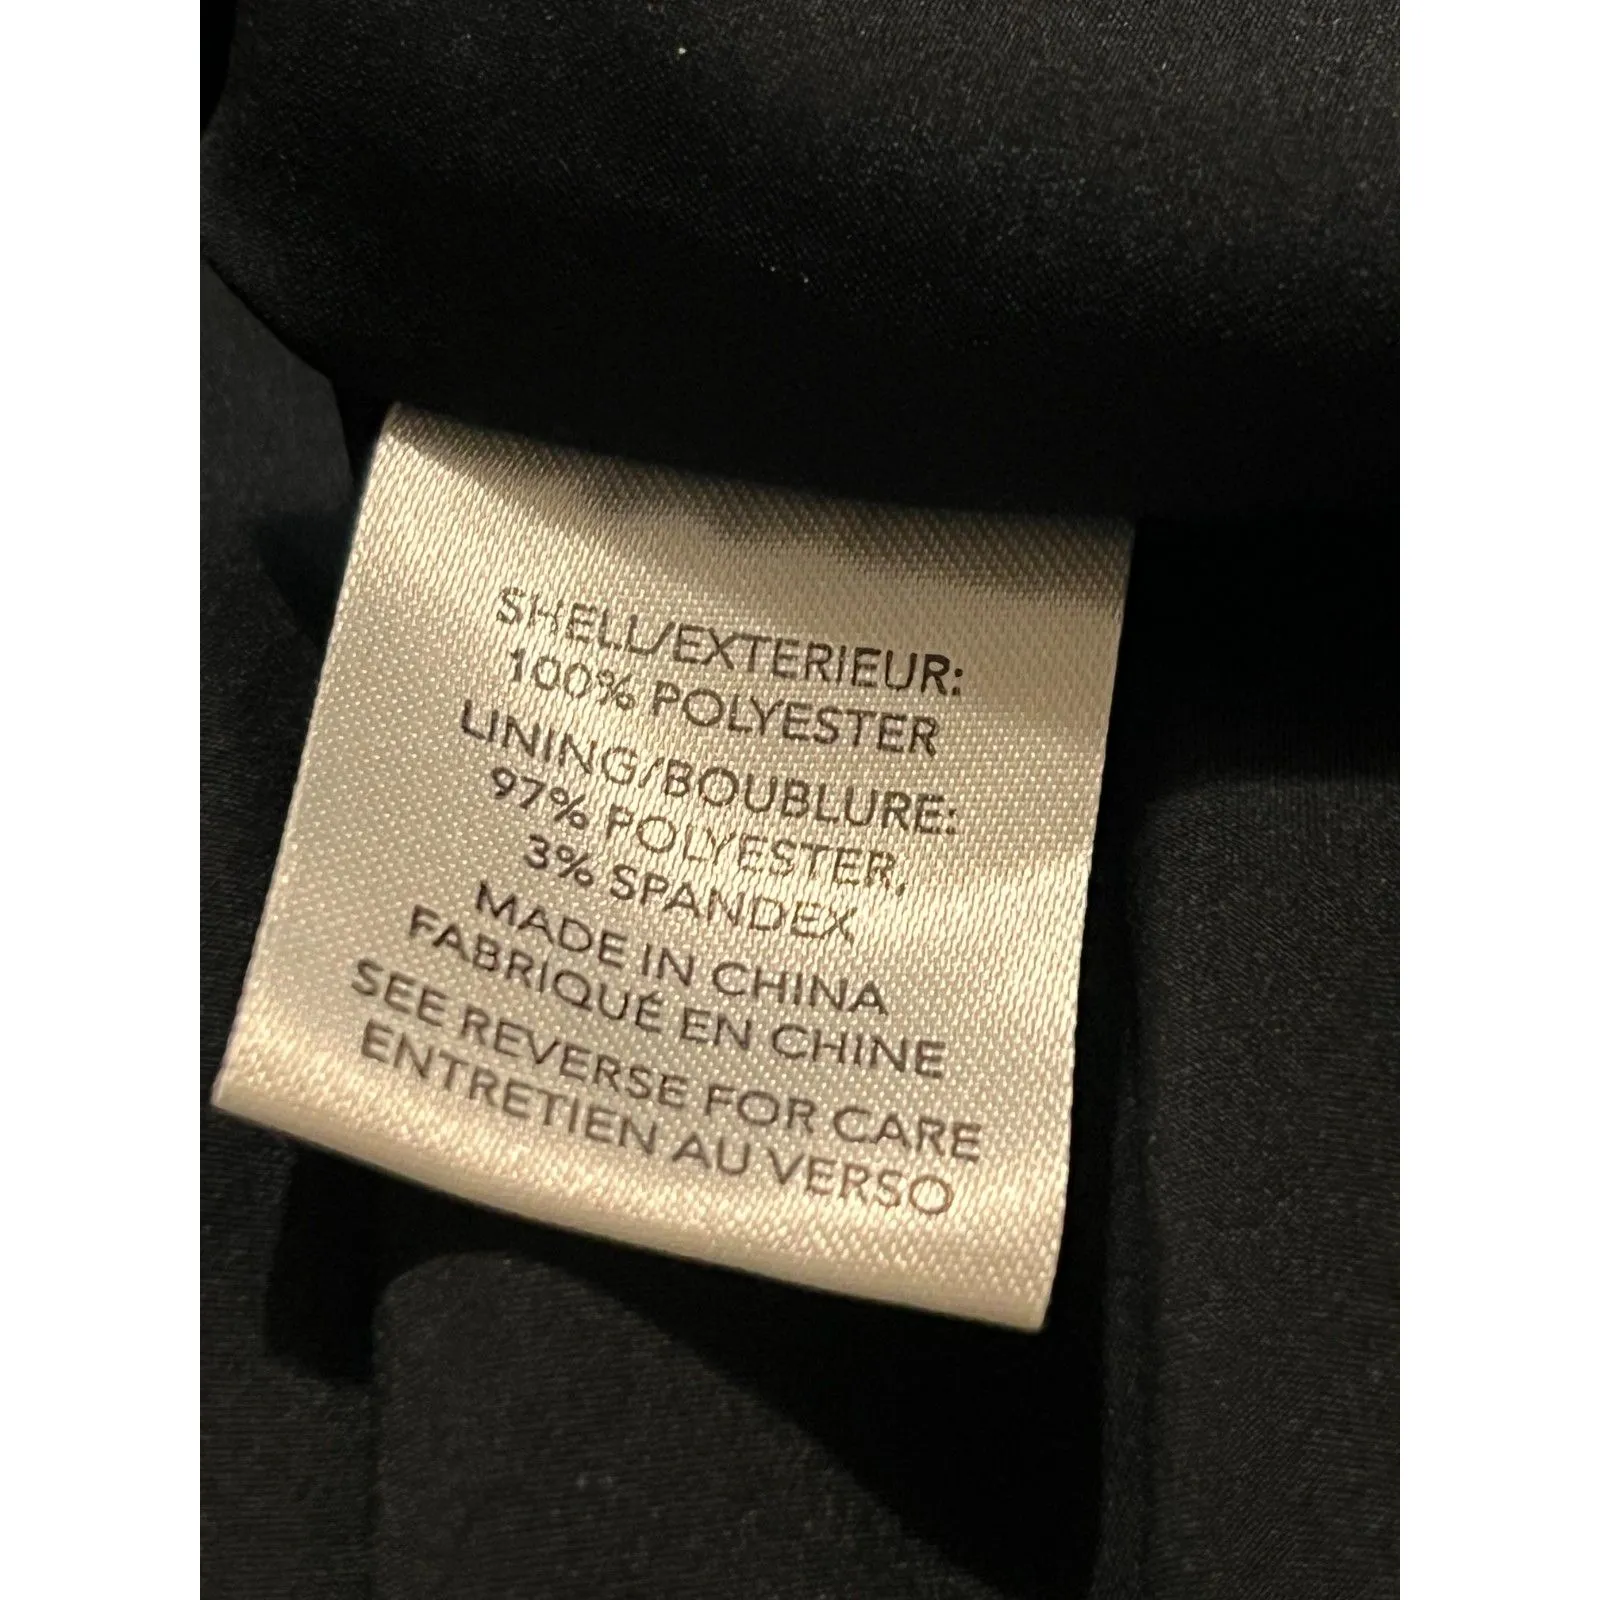 SHELL/EXTERIEUR:
100% POLYESTER
LINING/BOUBLURE:
97% POLYESTER,
3% SPANDEX
MADE IN CHINA
FABRIQUÉ EN CHINE
SEE REVERSE FOR CARE
ENTRETIEN AU VERSO